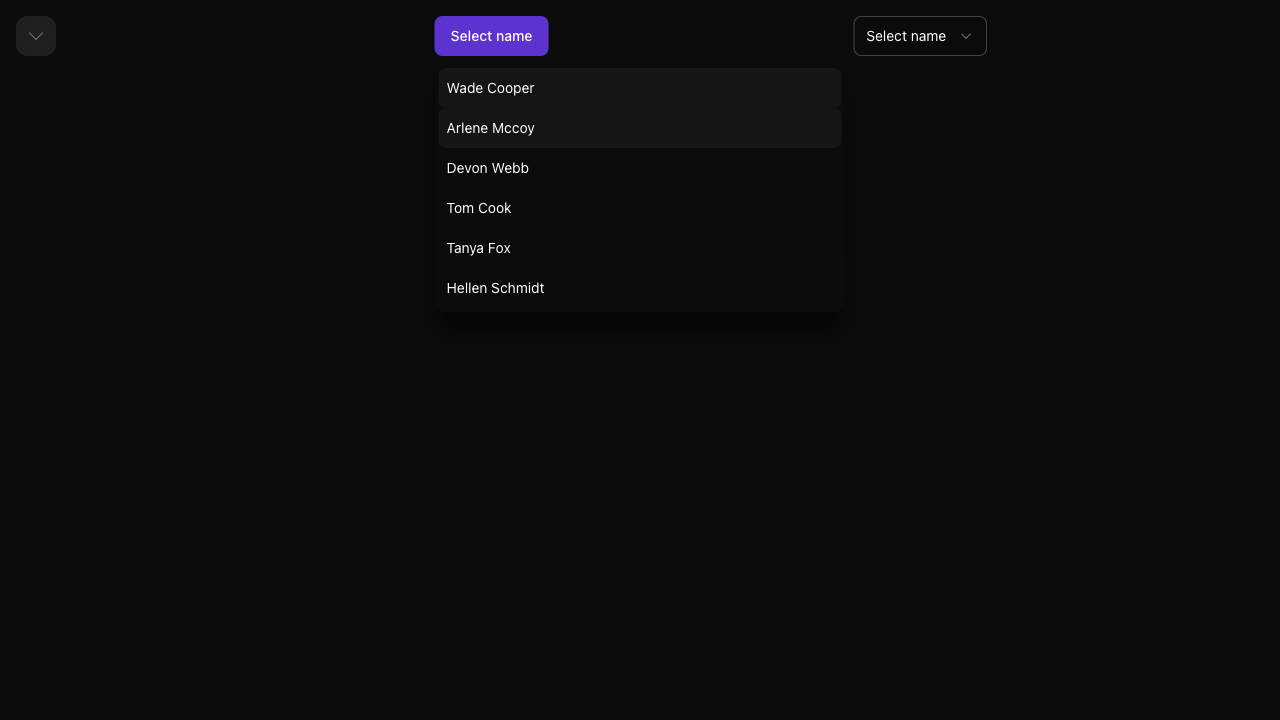 Select name
Select name
Wade Cooper
Arlene Mccoy
Devon Webb
Tom Cook
Tanya Fox
Hellen Schmidt